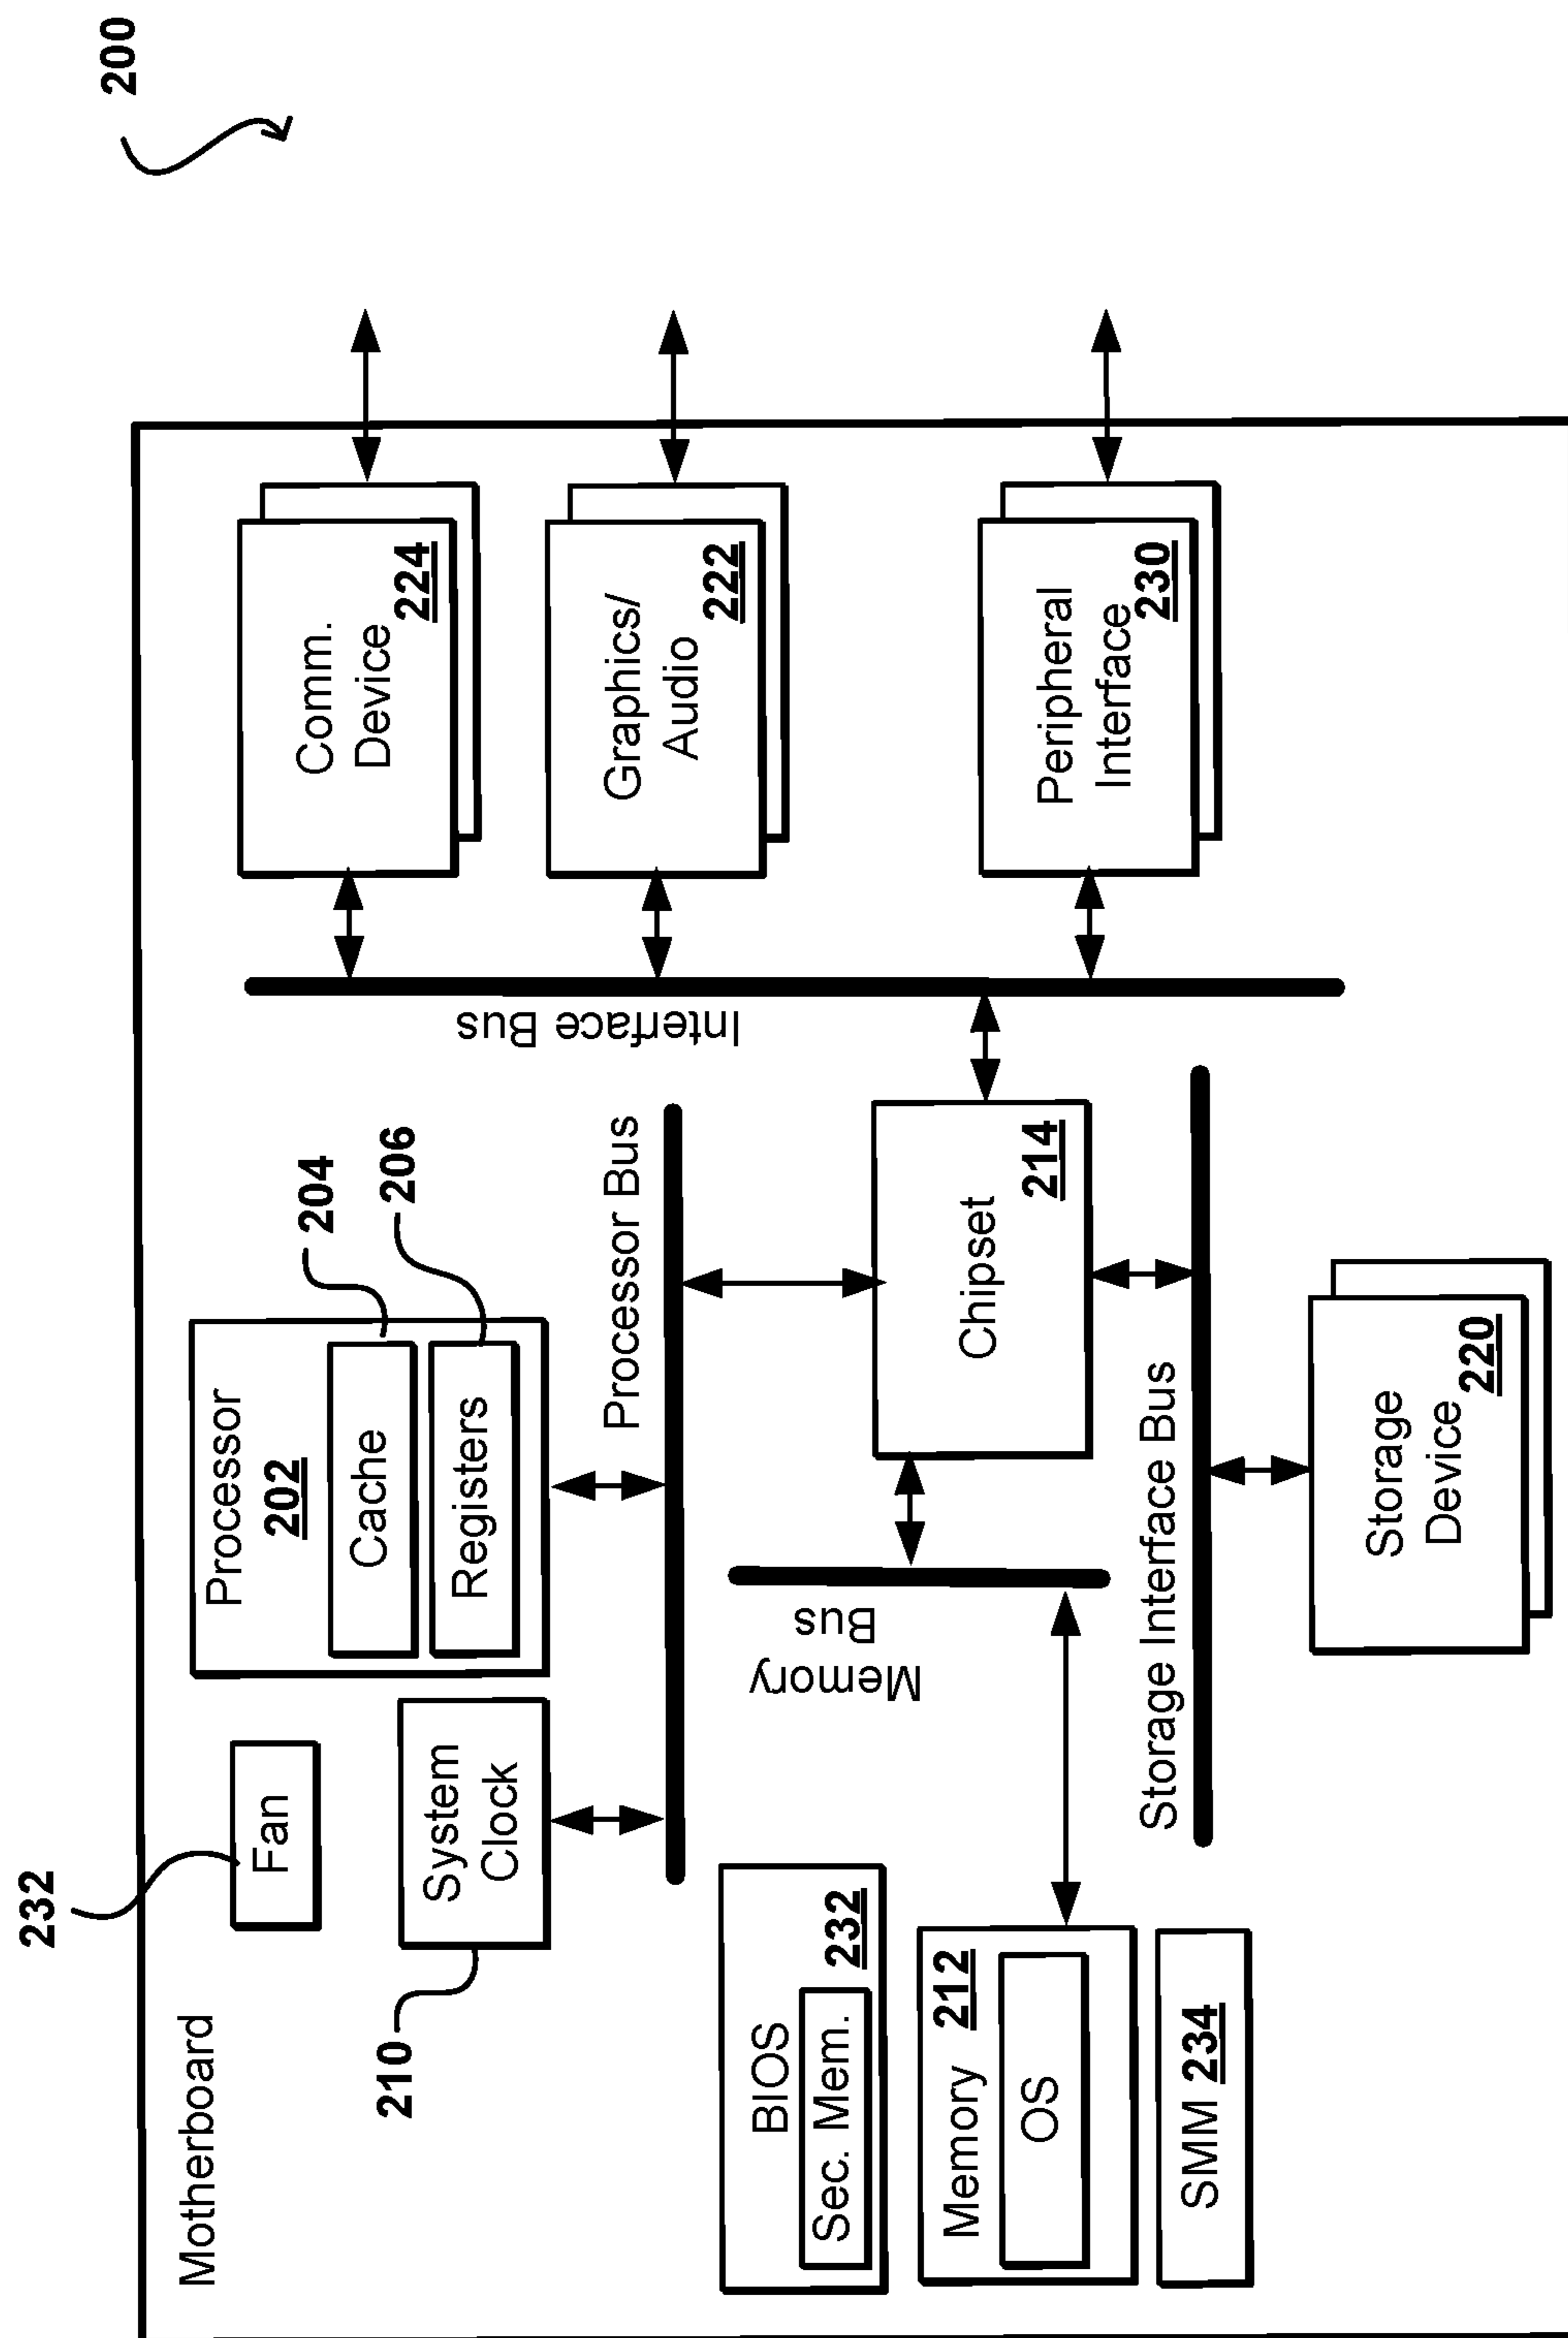 200
Motherboard
232
Fan
Processor
202
Cache
Registers
204
206
System
Clock
210
Processor Bus
Comm.
Device
224
Graphics/
Audio
222
Peripheral
Interface
230
Interface Bus
Chipset
214
Memory
Bus
BIOS
232
Sec. Mem.
Memory 212
OS
SMM 234
Storage Interface Bus
Storage
Device
220